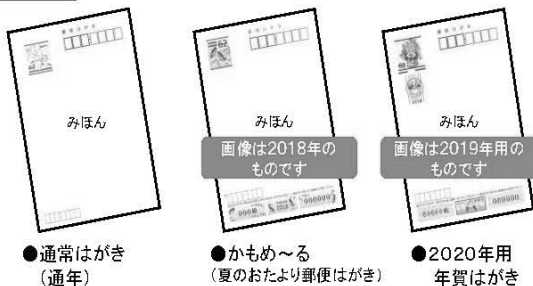 みほん
62
みほん
画像は2018年の
ものです
みほん
画像は2019年用の
ものです
●通常はがき
(通年)
●かもめ～る
(夏のおたより郵便はがき)
●2020年用
年賀はがき